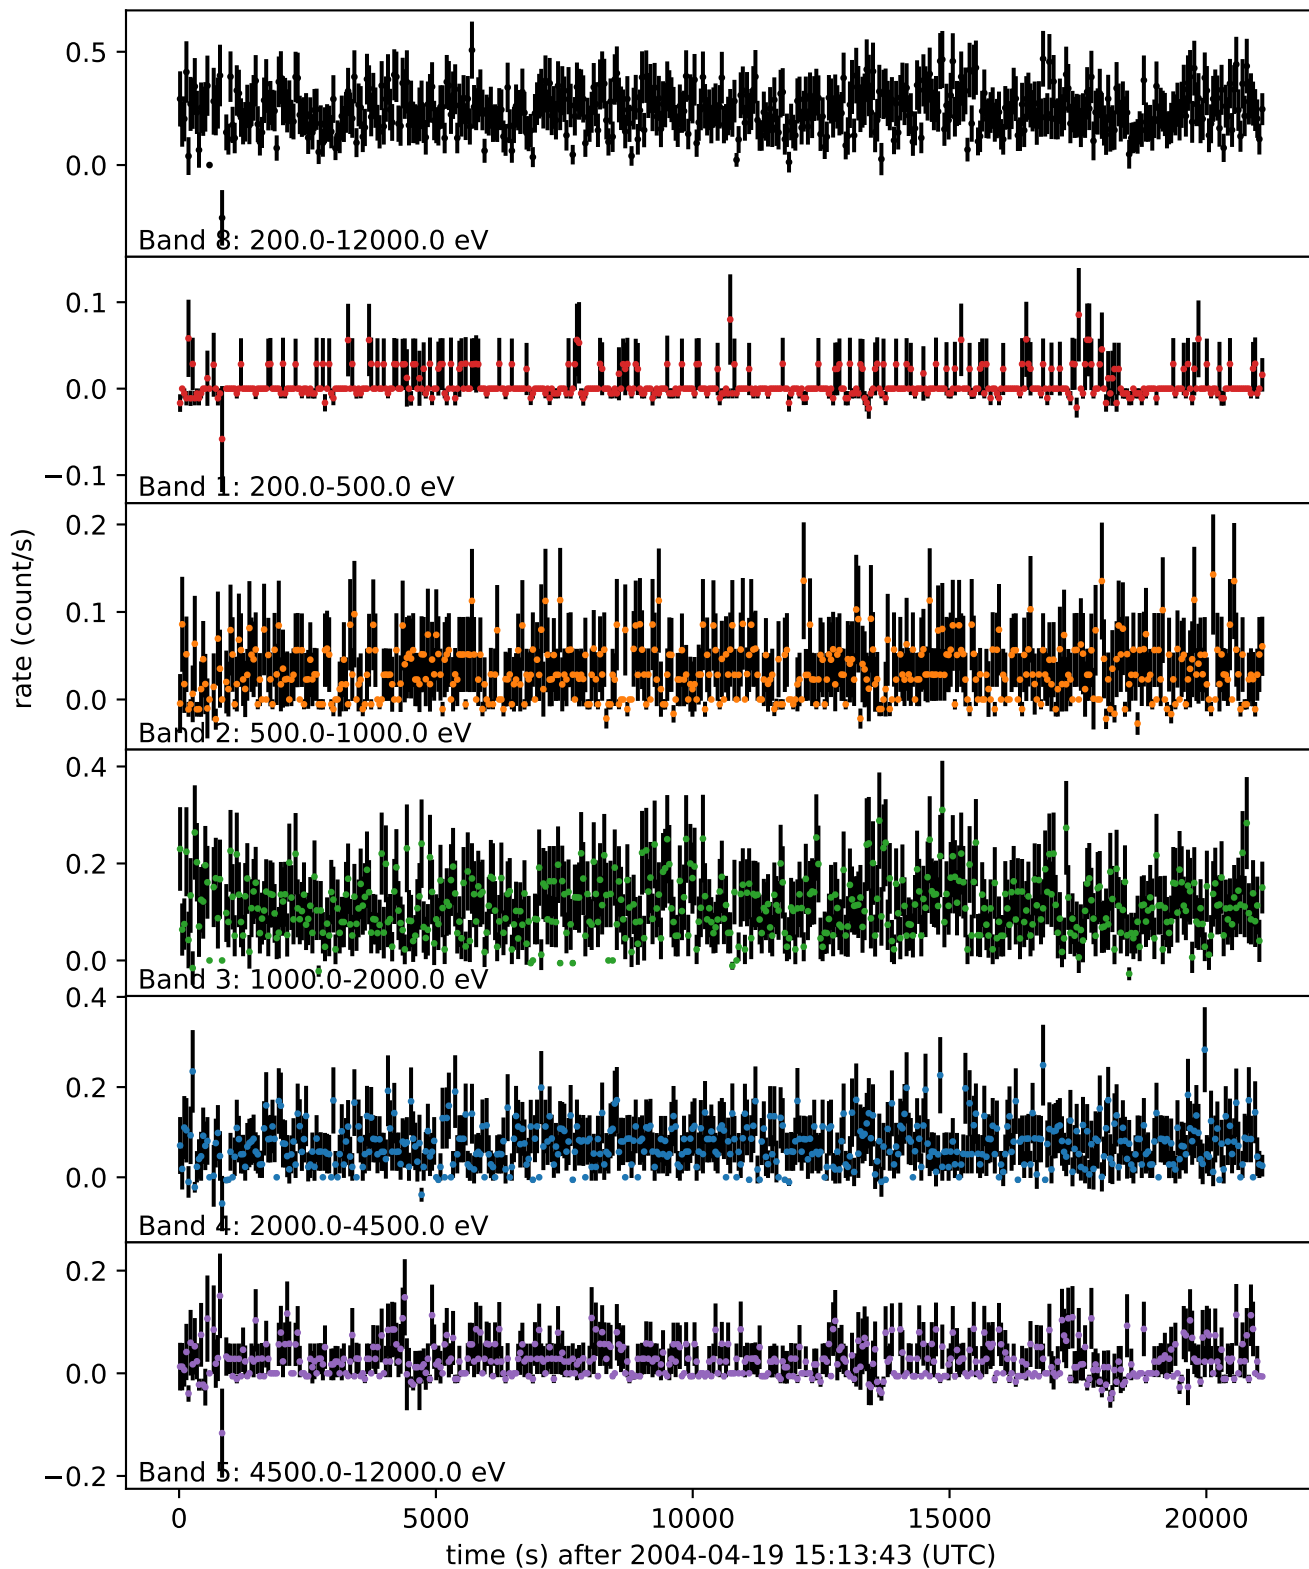 0.5
0.0
Band 8: 200.0-12000.0 eV
0.1
0.0
−0.1
Band 1: 200.0-500.0 eV
0.2
0.1
0.0
Band 2: 500.0-1000.0 eV
rate (count/s)
0.4
0.2
0.0
Band 3: 1000.0-2000.0 eV
0.4
0.2
0.0
Band 4: 2000.0-4500.0 eV
0.2
0.0
−0.2
Band 5: 4500.0-12000.0 eV
0 5000 10000 15000 20000
time (s) after 2004-04-19 15:13:43 (UTC)